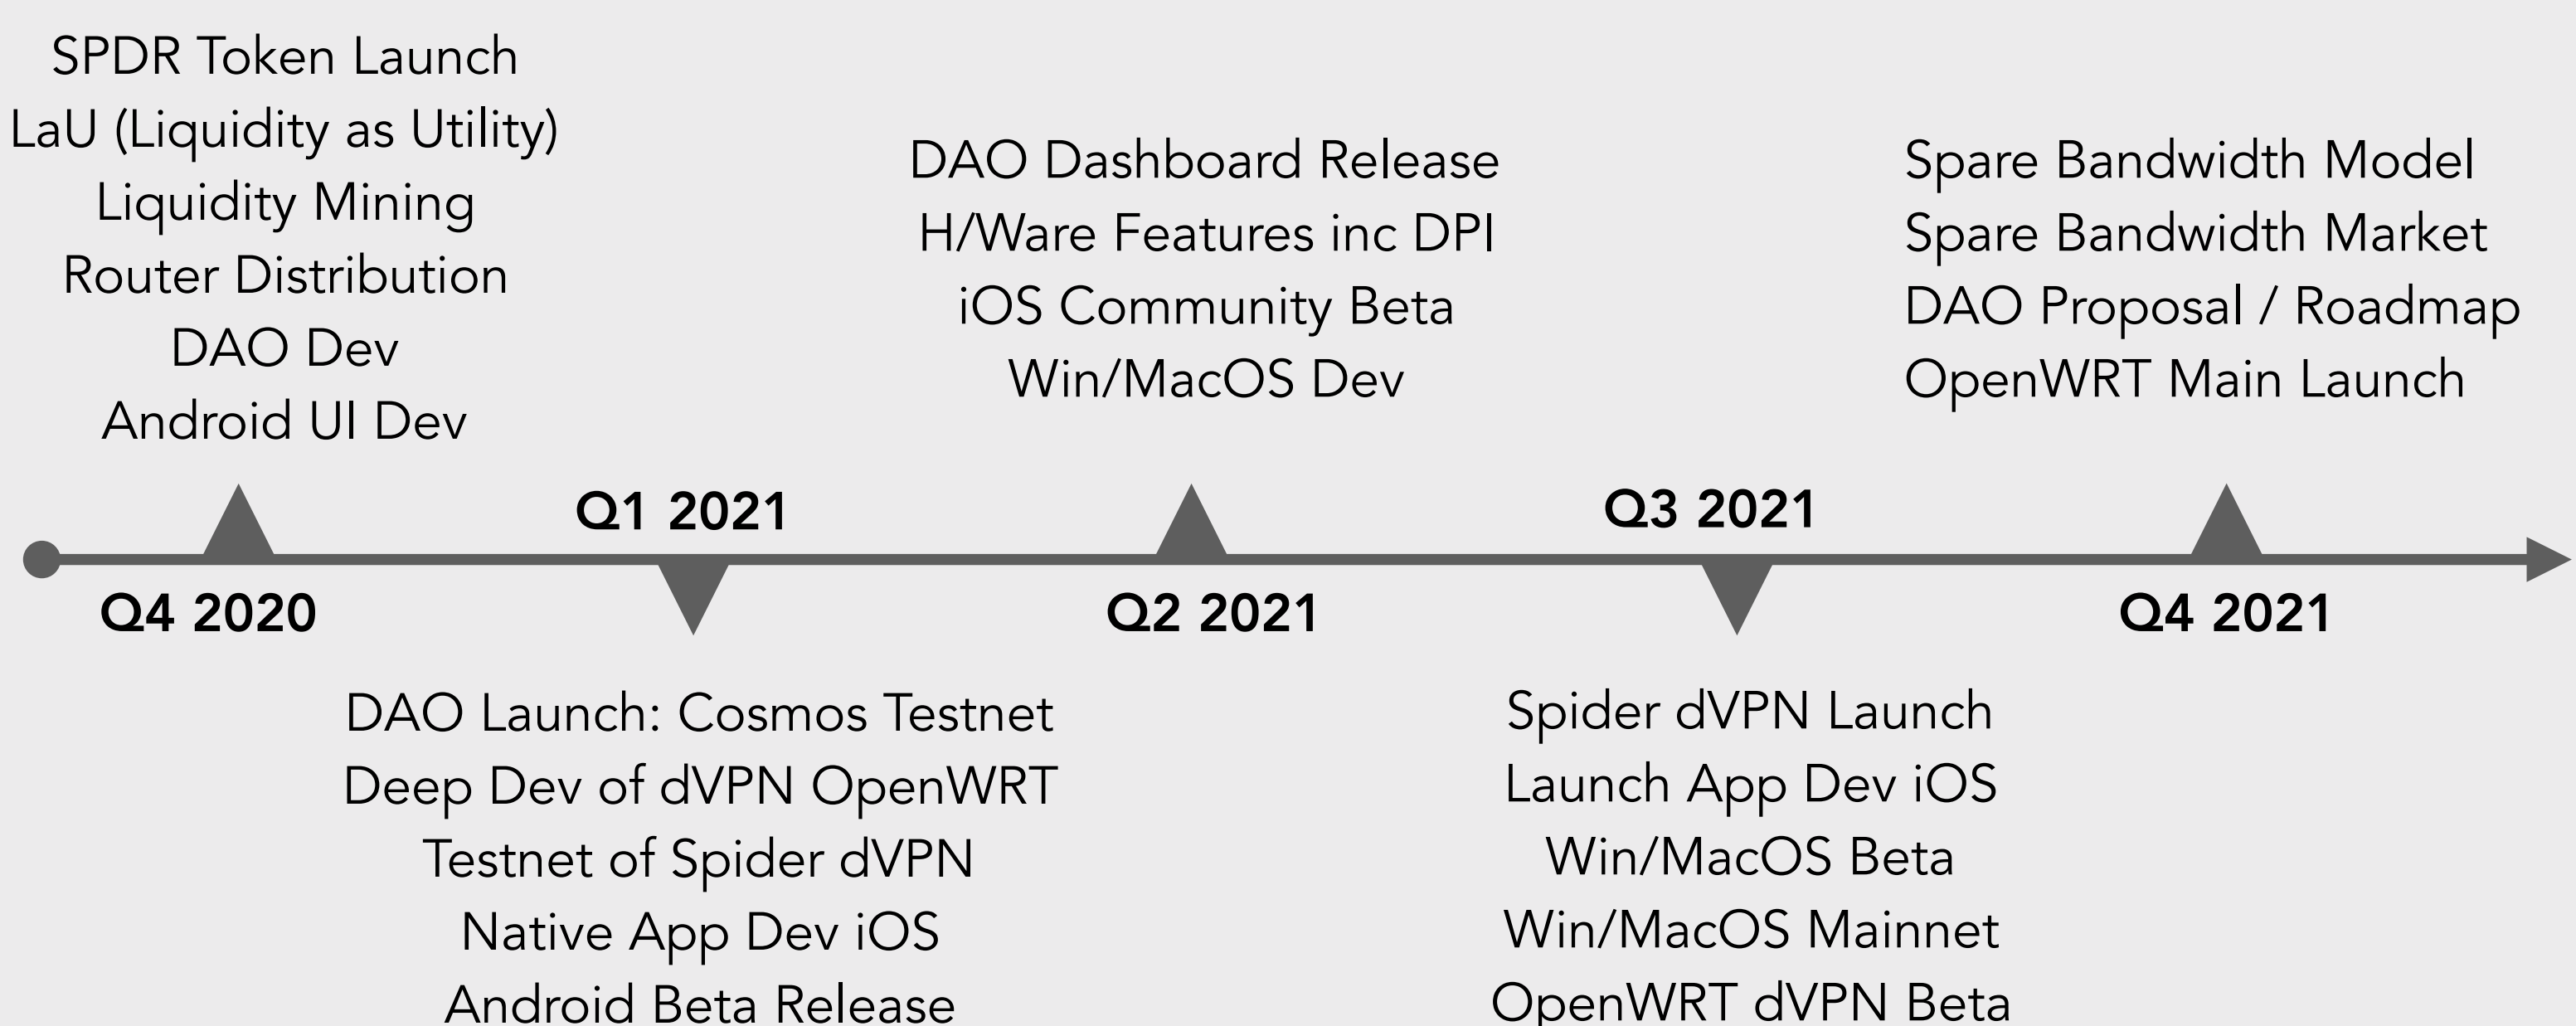 SPDR Token Launch
LaU (Liquidity as Utility)
Liquidity Mining
Router Distribution
DAO Dev
Android UI Dev
Q4 2020
Q1 2021
DAO Launch: Cosmos Testnet
Deep Dev of dVPN OpenWRT
Testnet of Spider dVPN
Native App Dev iOS
Android Beta Release
DAO Dashboard Release
H/Ware Features inc DPI
iOS Community Beta
Win/MacOS Dev
Q2 2021
Q3 2021
Spider dVPN Launch
Launch App Dev iOS
Win/MacOS Beta
Win/MacOS Mainnet
OpenWRT dVPN Beta
Spare Bandwidth Model
Spare Bandwidth Market
DAO Proposal / Roadmap
OpenWRT Main Launch
Q4 2021